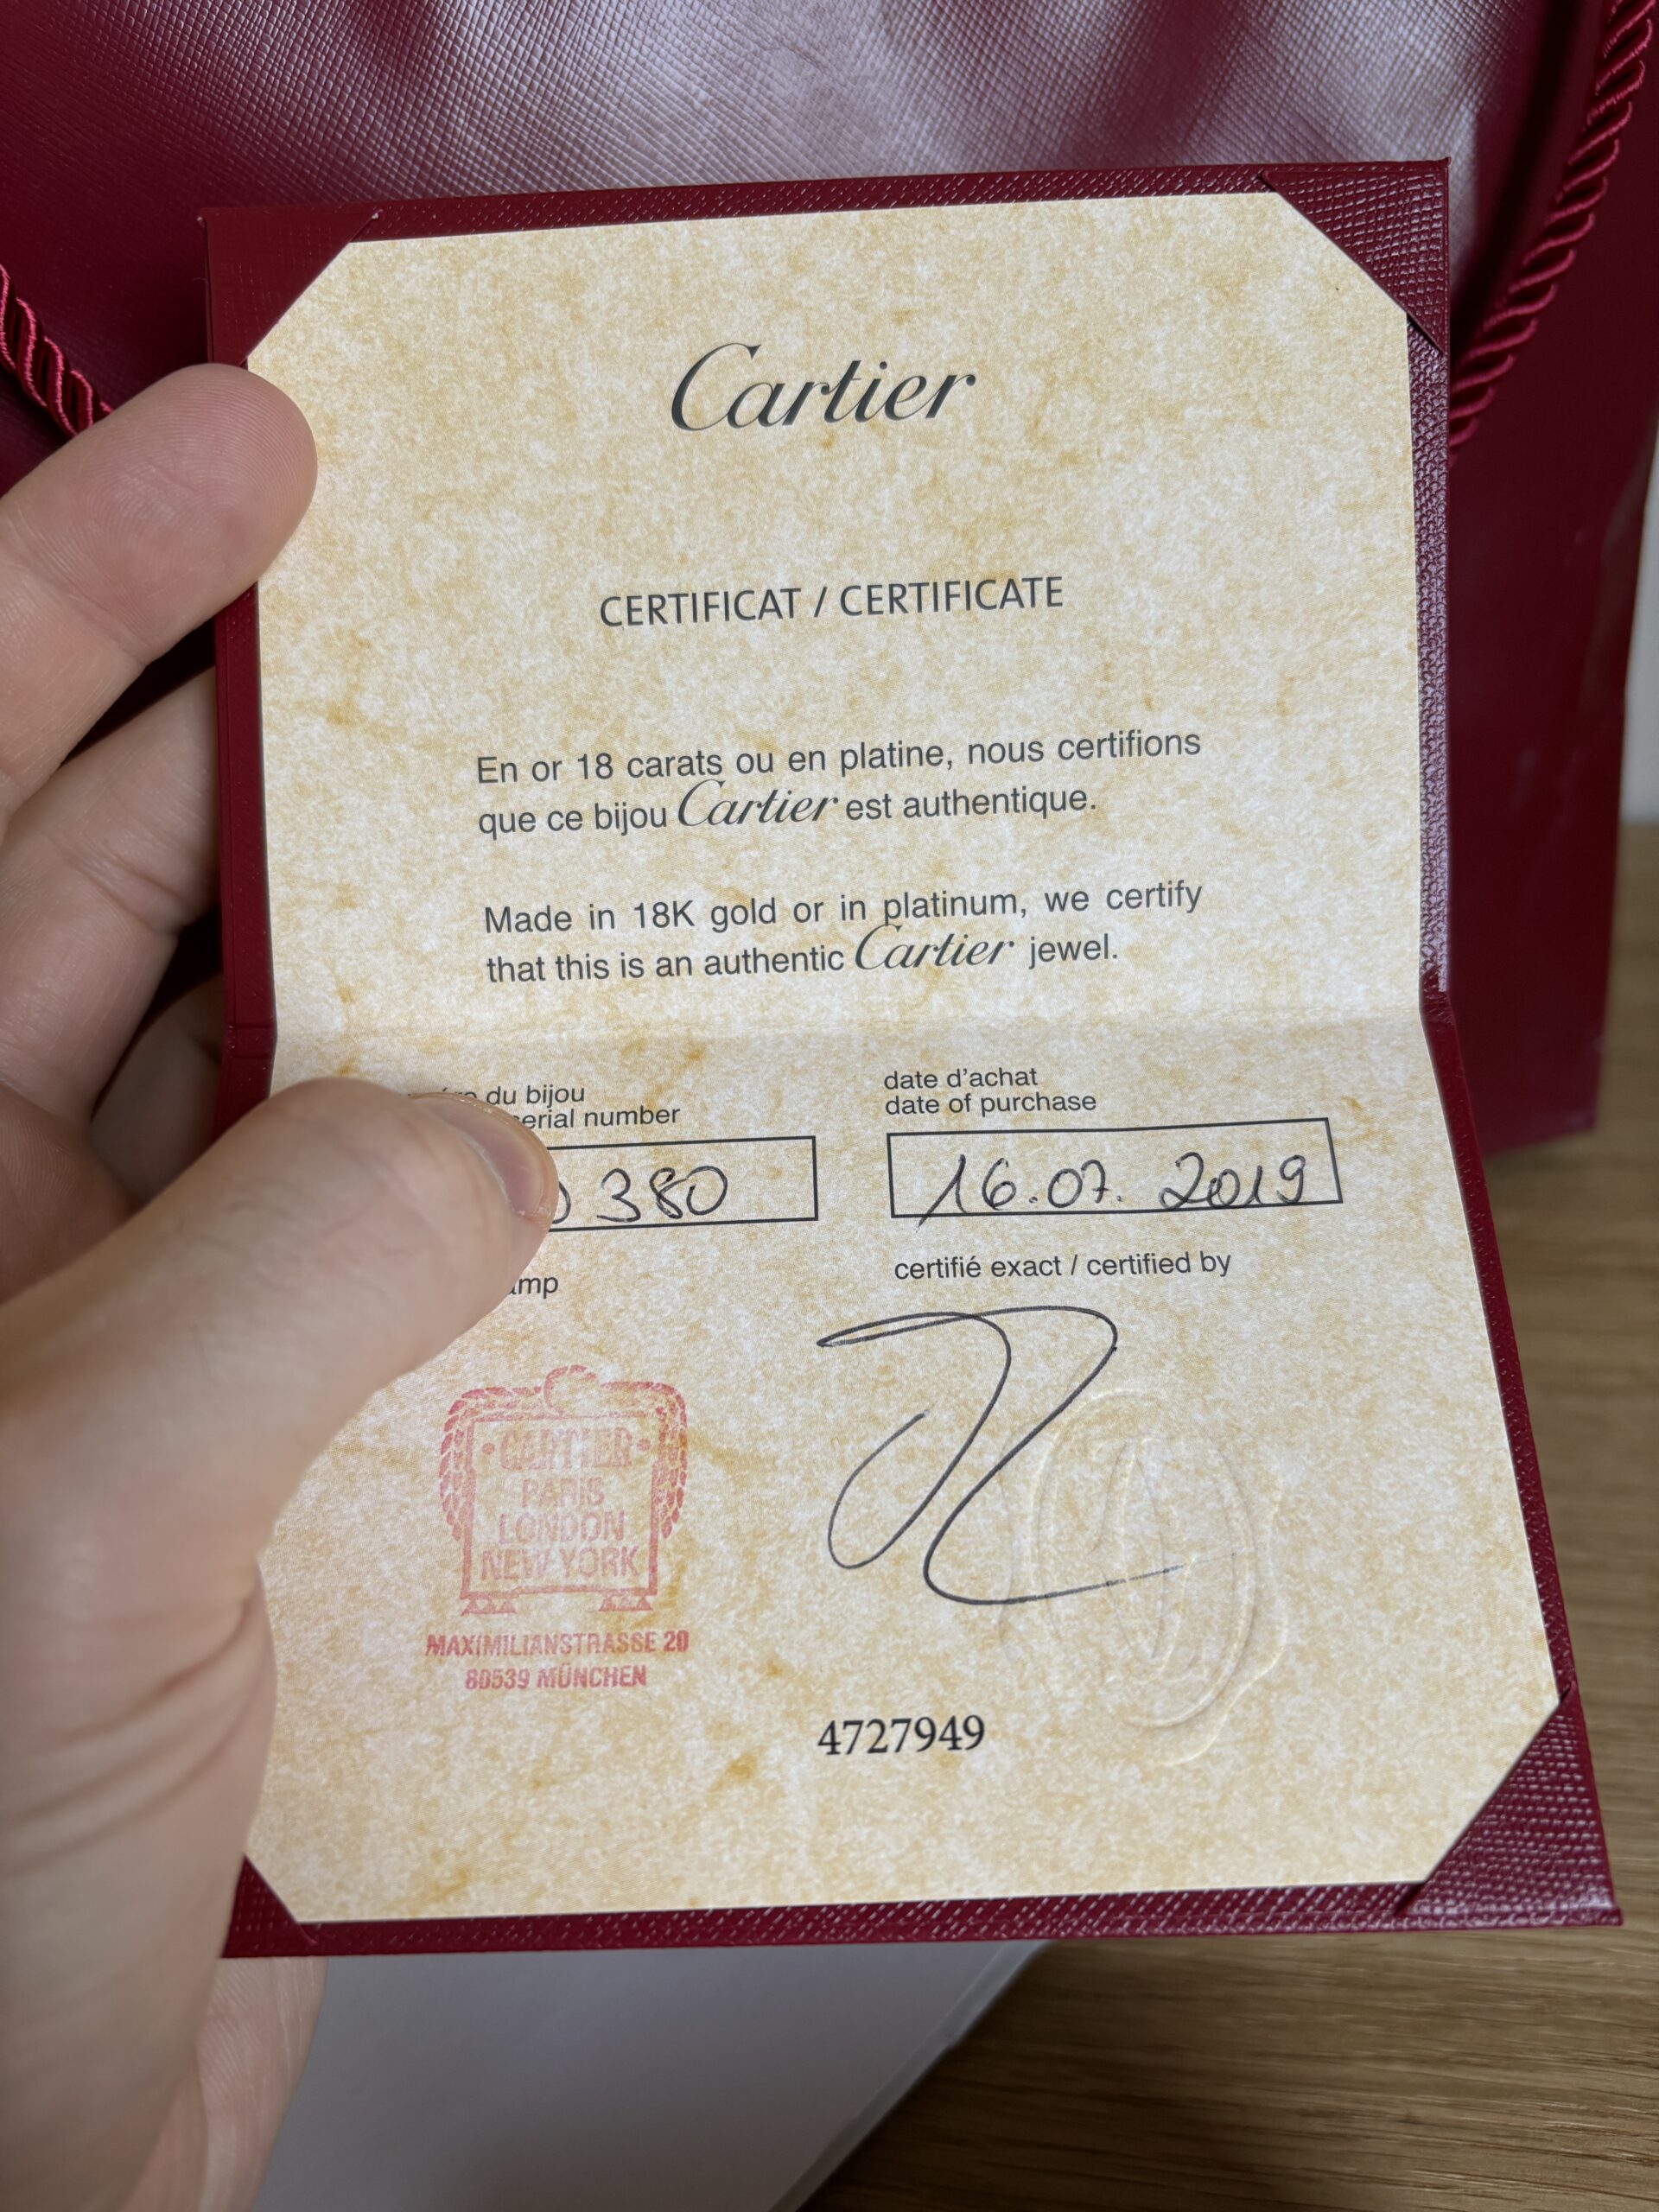 Cartier
CERTIFICAT / CERTIFICATE
En or 18 carats ou en platine, nous certifions
que ce bijou Cartier est authentique.
Made in 18K gold or in platinum, we certify
that this is an authentic Cartier jewel.
du bijou
serial number
380
date d'achat
date of purchase
16.07. 2019
certifié exact / certified by
CARTIER
PARIS
LONDON
NEW YORK
MAXIMILIANSTRASSE 20
80539 MÜNCHEN
4727949